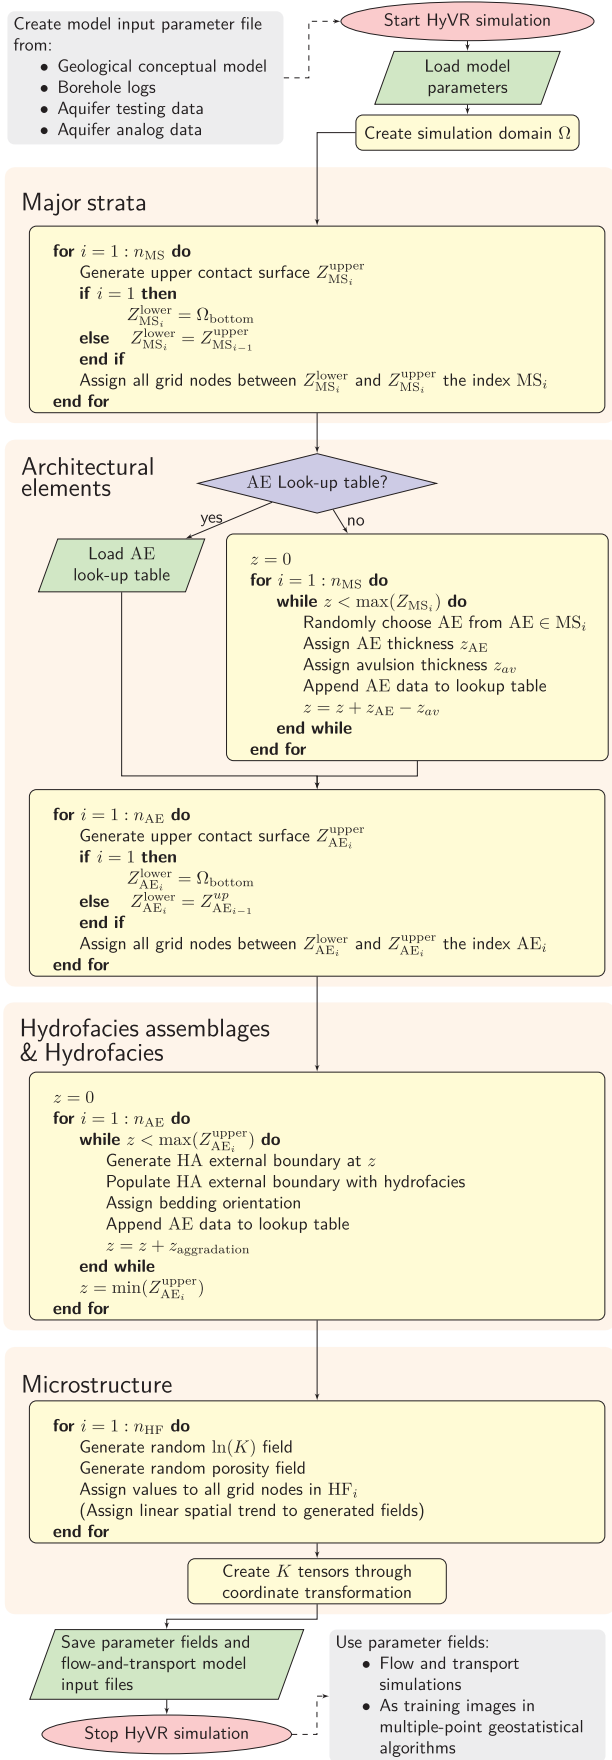 Create model input parameter file
from:
• Geological conceptual model
• Borehole logs
• Aquifer testing data
• Aquifer analog data
Start HyVR simulation
Load model
parameters
Create simulation domain Ω
Major strata
for i = 1 : n_MS do
Generate upper contact surface Z^upper_MS_i
if i = 1 then
Z^lower_MS_i = Ω_bottom
else Z^lower_MS_i = Z^upper_MS_i−1
end if
Assign all grid nodes between Z^lower_MS_i and Z^upper_MS_i the index MS_i
end for
Architectural
elements
AE Look-up table?
yes
no
Load AE
look-up table
z = 0
for i = 1 : n_MS do
while z < max(Z_MS_i) do
Randomly choose AE from AE ∈ MS_i
Assign AE thickness z_AE
Assign avulsion thickness z_av
Append AE data to lookup table
z = z + z_AE − z_av
end while
end for
for i = 1 : n_AE do
Generate upper contact surface Z^upper_AE_i
if i = 1 then
Z^lower_AE_i = Ω_bottom
else Z^lower_AE_i = Z^up_AE_i−1
end if
Assign all grid nodes between Z^lower_AE_i and Z^upper_AE_i the index AE_i
end for
Hydrofacies assemblages
& Hydrofacies
z = 0
for i = 1 : n_AE do
while z < max(Z^upper_AE_i) do
Generate HA external boundary at z
Populate HA external boundary with hydrofacies
Assign bedding orientation
Append AE data to lookup table
z = z + z_aggradation
end while
z = min(Z^upper_AE_i)
end for
Microstructure
for i = 1 : n_HF do
Generate random ln(K) field
Generate random porosity field
Assign values to all grid nodes in HF_i
(Assign linear spatial trend to generated fields)
end for
Create K tensors through
coordinate transformation
Save parameter fields and
flow-and-transport model
input files
Stop HyVR simulation
Use parameter fields:
• Flow and transport
simulations
• As training images in
multiple-point geostatistical
algorithms